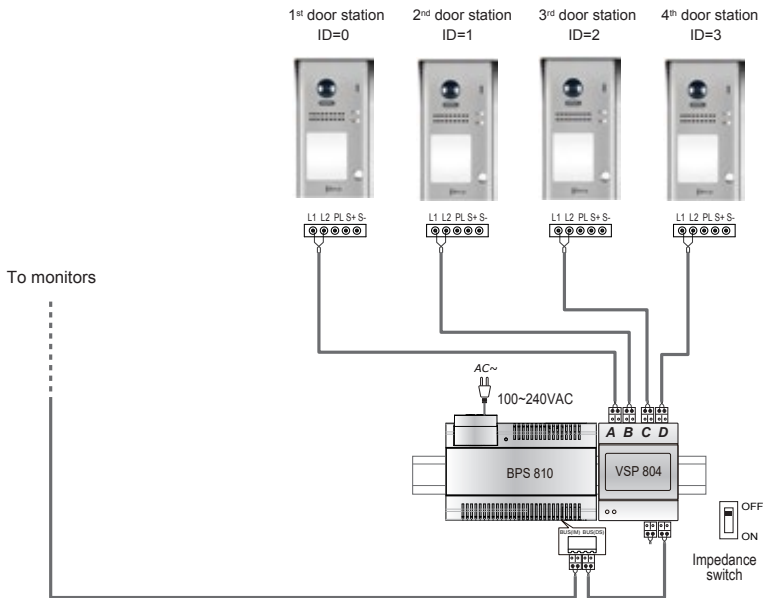 1st door station
ID=0
2nd door station
ID=1
3rd door station
ID=2
4th door station
ID=3
L1 L2 PL S+ S-
L1 L2 PL S+ S-
L1 L2 PL S+ S-
L1 L2 PL S+ S-
To monitors
AC~
100~240VAC
A B C D
BPS 810
VSP 804
OFF
ON
BUS(IM) BUS(DS)
Impedance
switch